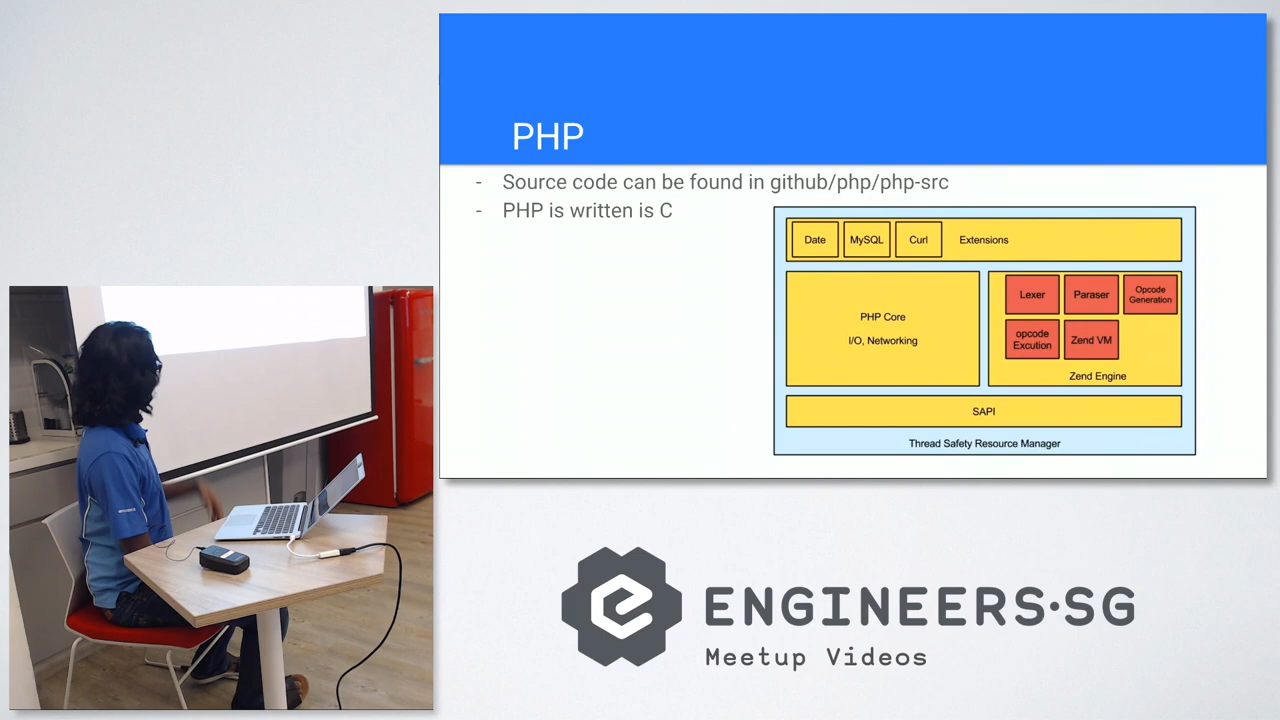 PHP
- Source code can be found in github/php/php-src
- PHP is written is C
Date
MySQL
Curl
Extensions
PHP Core
I/O, Networking
Lexer
Paraser
Opcode
Generation
opcode
Excution
Zend VM
Zend Engine
SAPI
Thread Safety Resource Manager
ENGINEERS·SG
Meetup Videos